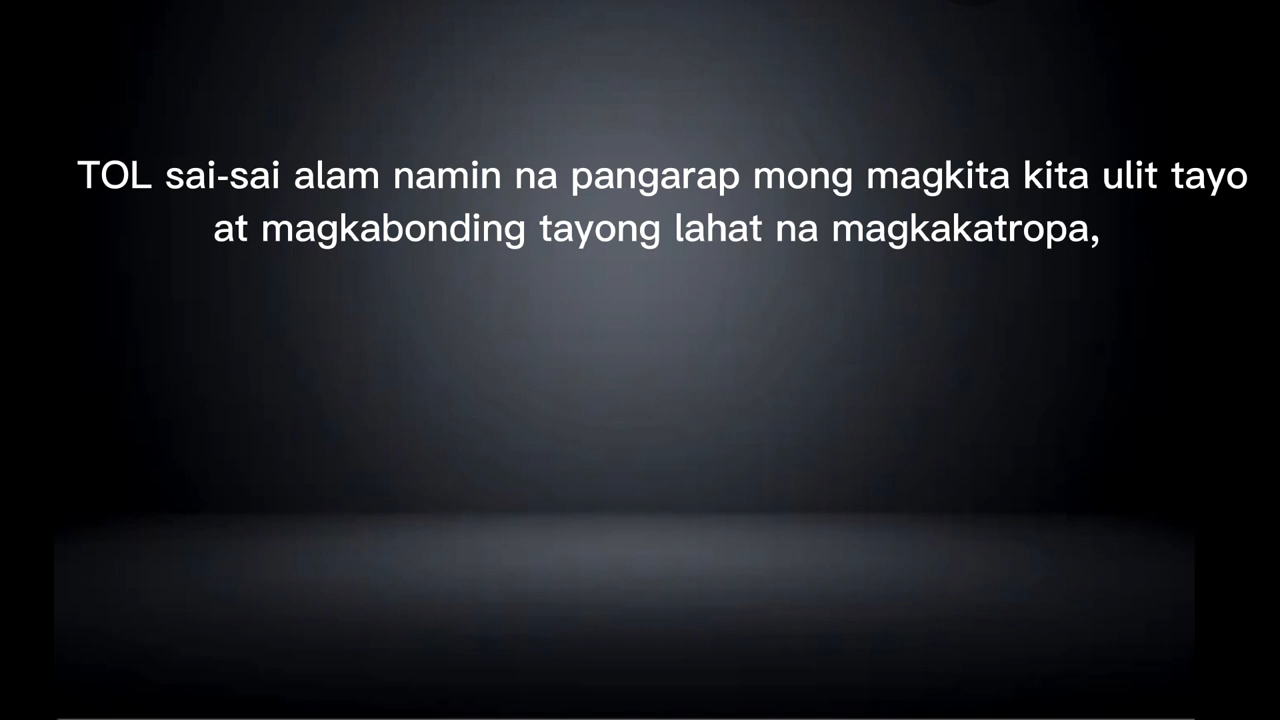 TOL sai-sai alam namin na pangarap mong magkita kita ulit tayo
at magkabonding tayong lahat na magkakatropa,